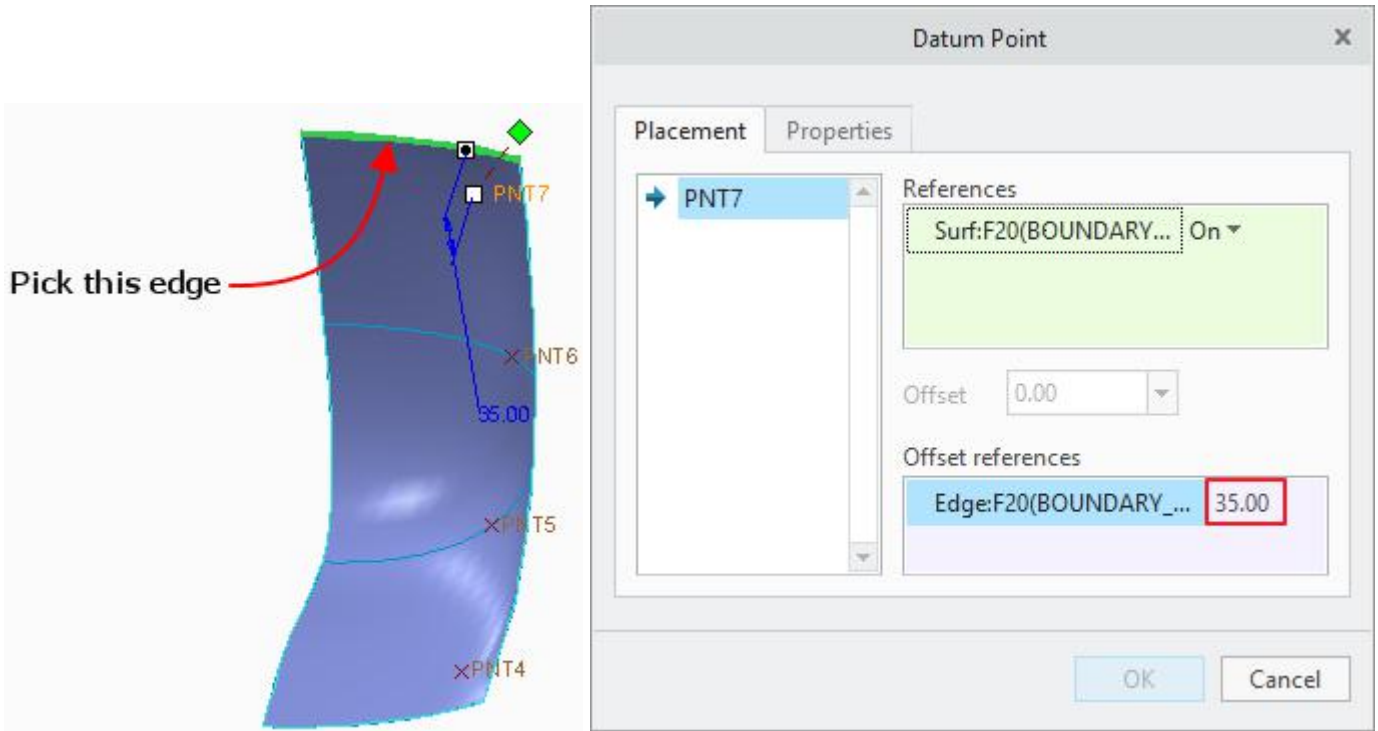 Pick this edge
PNT7
PNT6
35.00
PNT5
PNT4
Datum Point
Placement
Properties
PNT7
References
Surf:F20(BOUNDARY... On
Offset 0.00
Offset references
Edge:F20(BOUNDARY_... 35.00
OK
Cancel